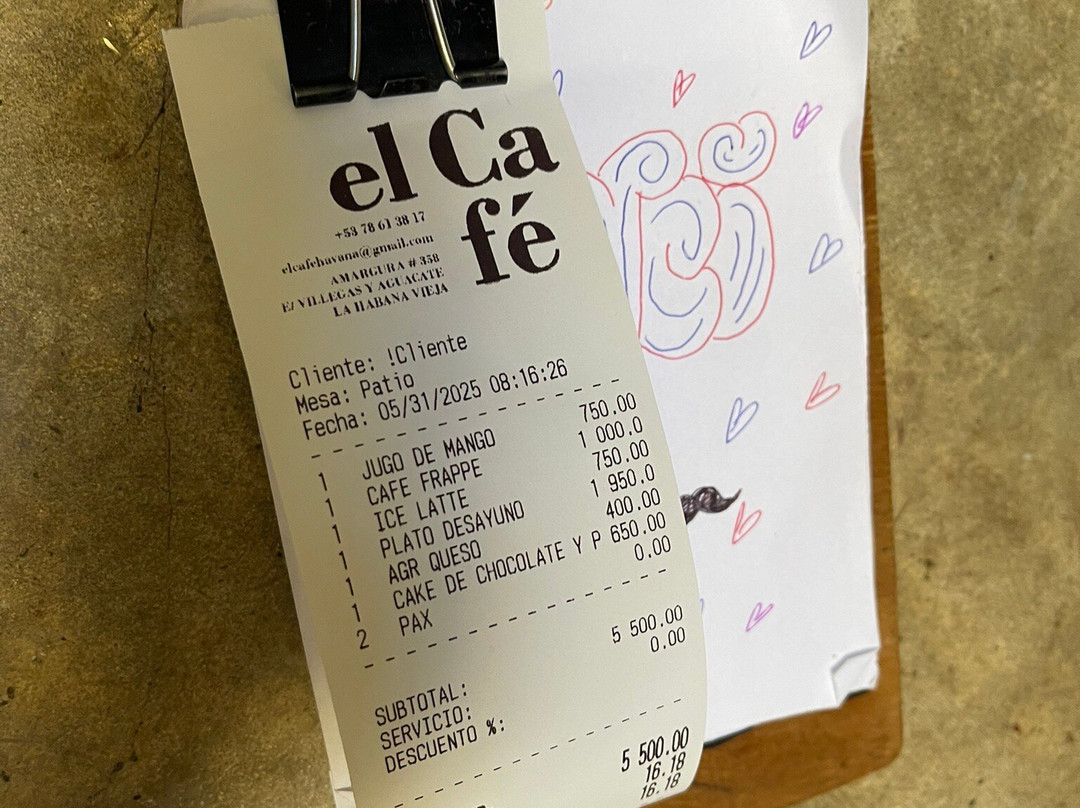 el Ca
fé
+53 78 61 38 17
elcafehavana@gmail.com
AMARGURA # 358
E/ VILLEGAS Y AGUACATE
LA HABANA VIEJA
Cliente: !Cliente
Mesa: Patio
Fecha: 05/31/2025 08:16:26
1 JUGO DE MANGO 750.00
1 CAFE FRAPPE 1 000.0
1 ICE LATTE 750.00
1 PLATO DESAYUNO 1 950.0
1 AGR QUESO 400.00
1 CAKE DE CHOCOLATE Y P 650.00
2 PAX 0.00
SUBTOTAL: 5 500.00
SERVICIO: 0.00
DESCUENTO %:
5 500.00
16.18
16.18